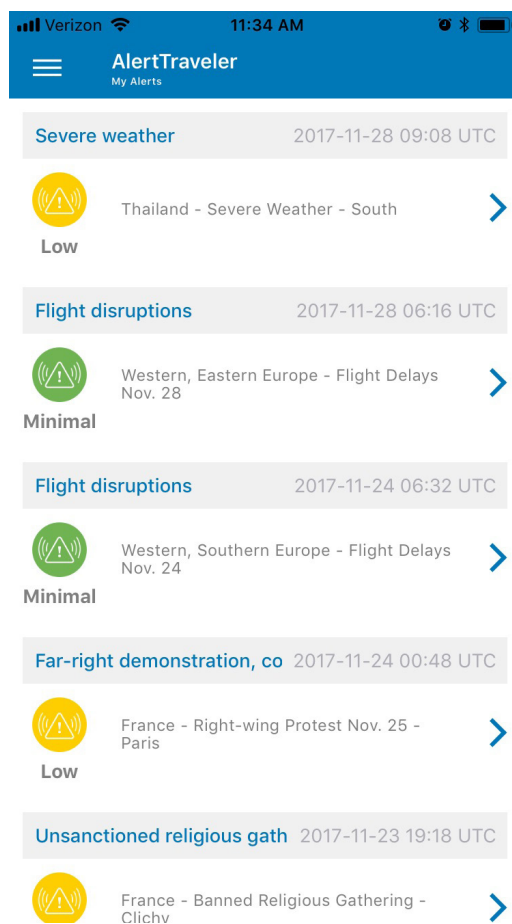 Verizon 11:34 AM
AlertTraveler
My Alerts
Severe weather 2017-11-28 09:08 UTC
Thailand - Severe Weather - South
Low
Flight disruptions 2017-11-28 06:16 UTC
Western, Eastern Europe - Flight Delays
Nov. 28
Minimal
Flight disruptions 2017-11-24 06:32 UTC
Western, Southern Europe - Flight Delays
Nov. 24
Minimal
Far-right demonstration, co 2017-11-24 00:48 UTC
France - Right-wing Protest Nov. 25 -
Paris
Low
Unsanctioned religious gath 2017-11-23 19:18 UTC
France - Banned Religious Gathering -
Clichy